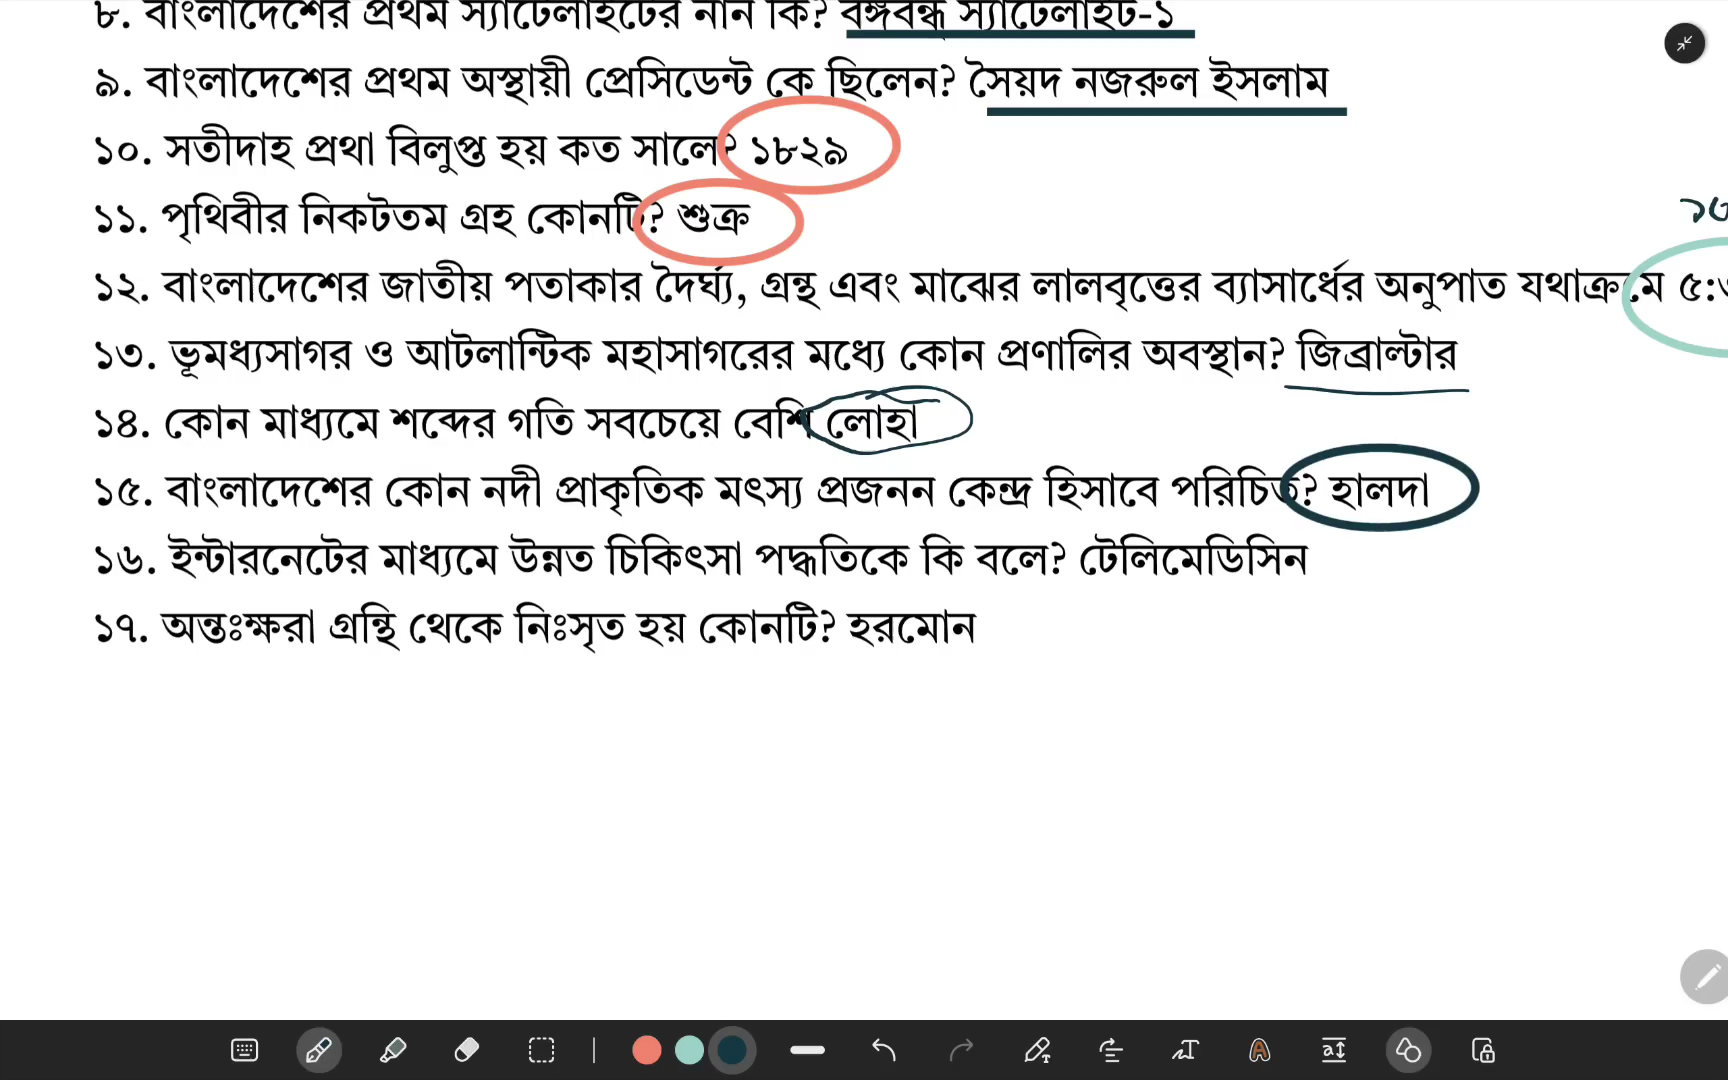 ৮. বাংলাদেশের প্রথম স্যাটেলাইটের নান কি? বঙ্গবন্ধু স্যাটেলাইট-১
৯. বাংলাদেশের প্রথম অস্থায়ী প্রেসিডেন্ট কে ছিলেন? সৈয়দ নজরুল ইসলাম
১০. সতীদাহ প্রথা বিলুপ্ত হয় কত সালে? ১৮২৯
১১. পৃথিবীর নিকটতম গ্রহ কোনটি? শুক্র
১২. বাংলাদেশের জাতীয় পতাকার দৈর্ঘ্য, গ্রন্থ এবং মাঝের লালবৃত্তের ব্যাসার্ধের অনুপাত যথাক্রমে ৫:৩
১৩. ভূমধ্যসাগর ও আটলান্টিক মহাসাগরের মধ্যে কোন প্রণালির অবস্থান? জিব্রাল্টার
১৪. কোন মাধ্যমে শব্দের গতি সবচেয়ে বেশি লোহা
১৫. বাংলাদেশের কোন নদী প্রাকৃতিক মৎস্য প্রজনন কেন্দ্র হিসাবে পরিচিত? হালদা
১৬. ইন্টারনেটের মাধ্যমে উন্নত চিকিৎসা পদ্ধতিকে কি বলে? টেলিমেডিসিন
১৭. অন্তঃক্ষরা গ্রন্থি থেকে নিঃসৃত হয় কোনটি? হরমোন